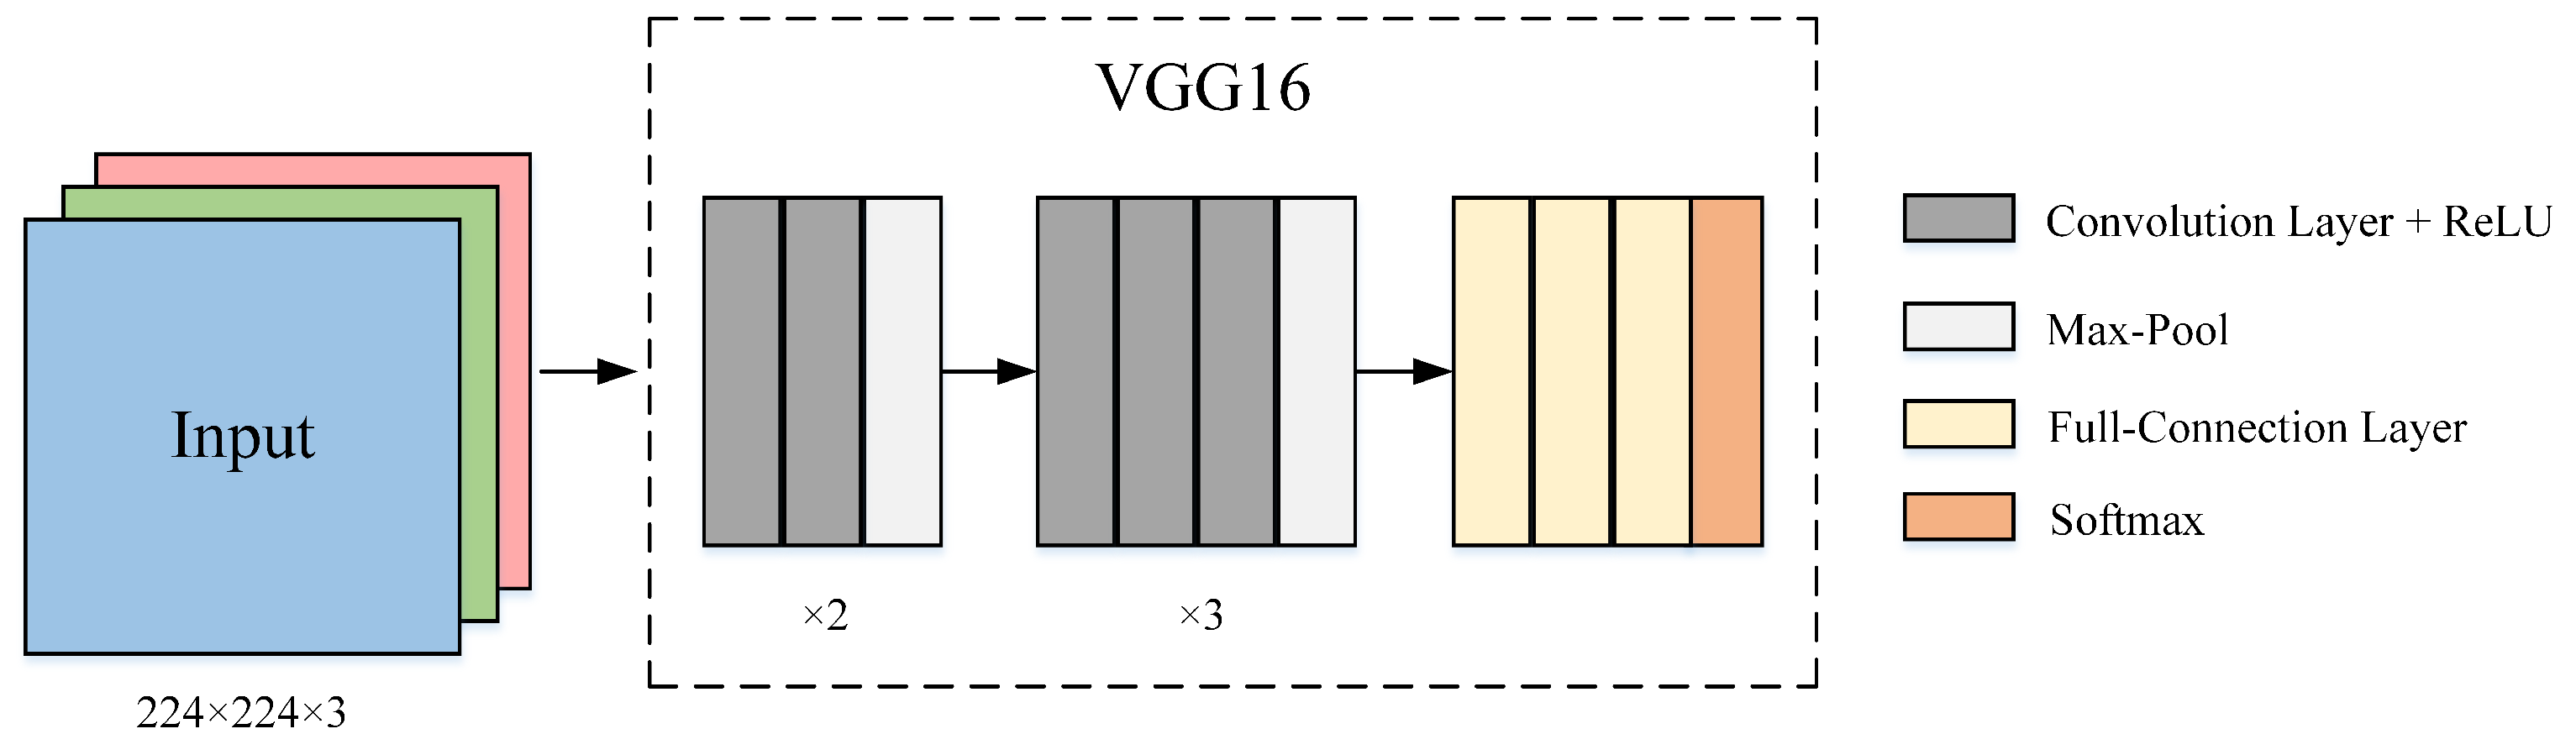 VGG16
Input
224×224×3
×2
×3
Convolution Layer + ReLU
Max-Pool
Full-Connection Layer
Softmax